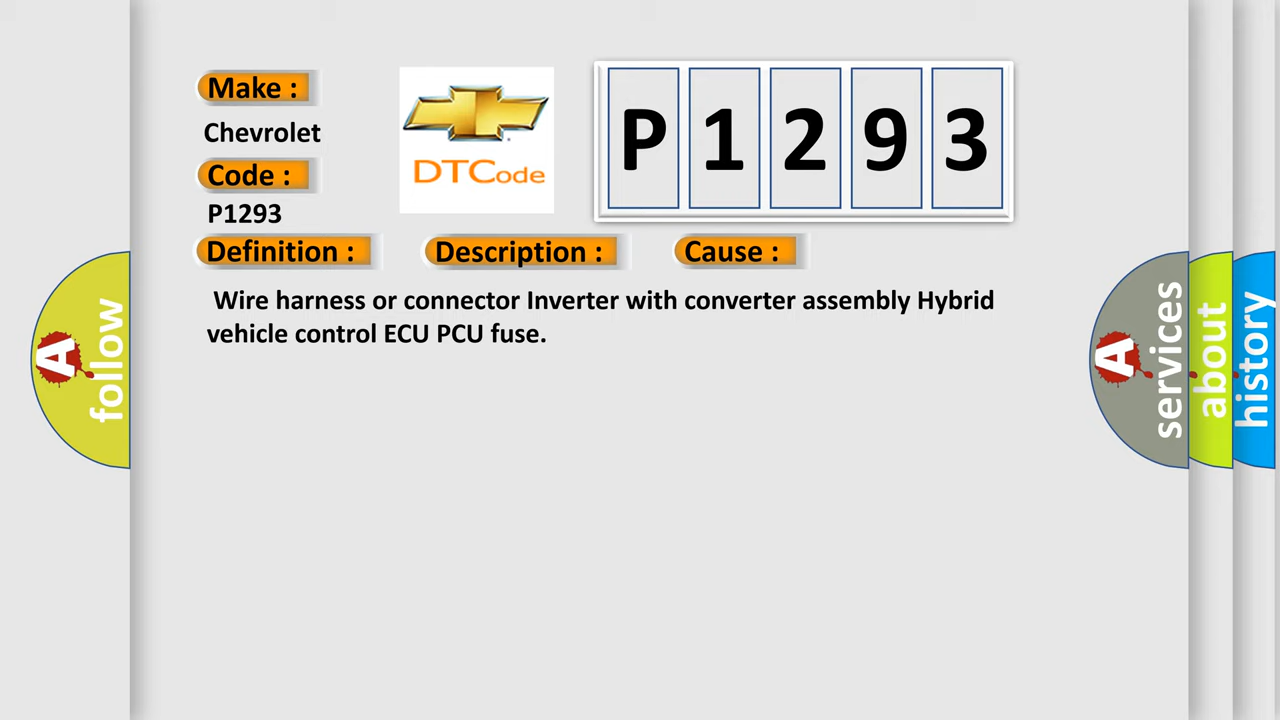 Make :
Chevrolet
Code :
P1293
DTCode
P 1 2 9 3
Definition :
Description :
Cause :
Wire harness or connector Inverter with converter assembly Hybrid
vehicle control ECU PCU fuse.
A
follow
A
services
about
history